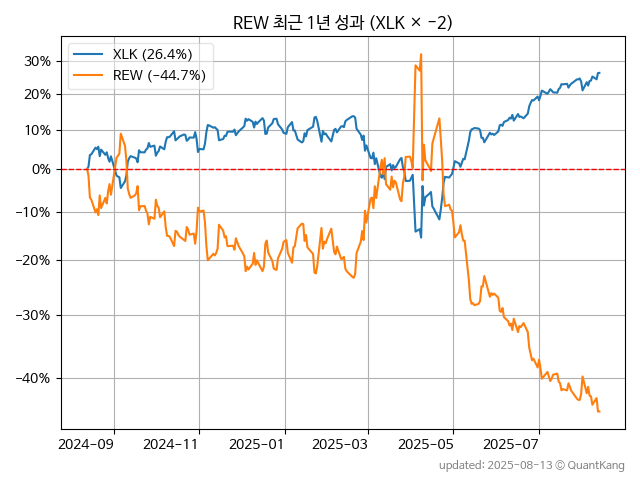 REW 최근 1년 성과 (XLK × −2)
XLK (26.4%)
REW (−44.7%)
30%
20%
10%
0%
−10%
−20%
−30%
−40%
2024-09 2024-11 2025-01 2025-03 2025-05 2025-07
updated: 2025-08-13 © QuantKang